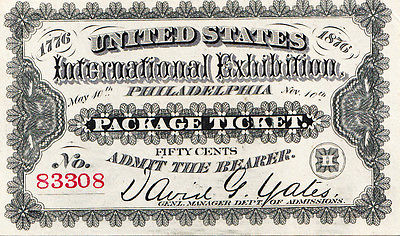 1776 UNITED STATES 1876
International Exhibition,
May 10th PHILADELPHIA Nov. 10th
PACKAGE TICKET.
FIFTY CENTS
No. ADMIT THE BEARER. H
83308
David G. Yates,
GENL. MANAGER DEPT OF ADMISSIONS.